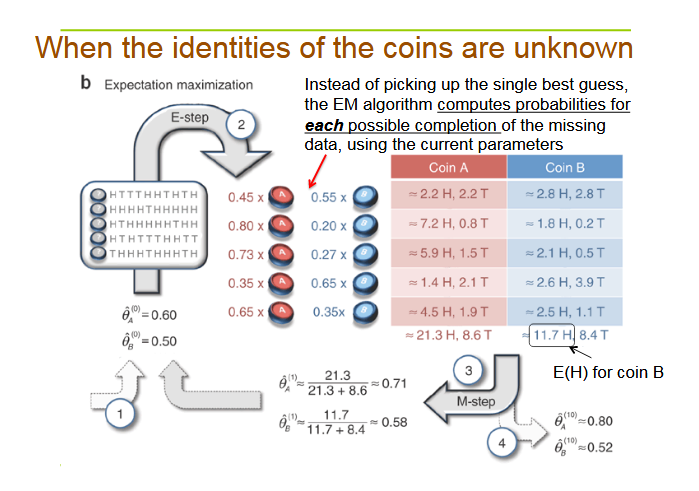 When the identities of the coins are unknown
b Expectation maximization
Instead of picking up the single best guess,
the EM algorithm computes probabilities for
each possible completion of the missing
data, using the current parameters
E-step
2
Coin A Coin B
H T T T H H T H T H
H H H H T H H H H H
H T H H H H H T H H
H T H T T T H H T T
T H H H T H H H T H
0.45 x A 0.55 x B ≈ 2.2 H, 2.2 T ≈ 2.8 H, 2.8 T
0.80 x A 0.20 x B ≈ 7.2 H, 0.8 T ≈ 1.8 H, 0.2 T
0.73 x A 0.27 x B ≈ 5.9 H, 1.5 T ≈ 2.1 H, 0.5 T
0.35 x A 0.65 x B ≈ 1.4 H, 2.1 T ≈ 2.6 H, 3.9 T
0.65 x A 0.35x B ≈ 4.5 H, 1.9 T ≈ 2.5 H, 1.1 T
≈ 21.3 H, 8.6 T ≈ 11.7 H, 8.4 T
θ̂_A^(0) = 0.60
θ̂_B^(0) = 0.50
E(H) for coin B
1
θ̂_A^(1) ≈ 21.3 / 21.3 + 8.6 ≈ 0.71
θ̂_B^(1) ≈ 11.7 / 11.7 + 8.4 ≈ 0.58
3
M-step
4
θ̂_A^(10) ≈ 0.80
θ̂_B^(10) ≈ 0.52